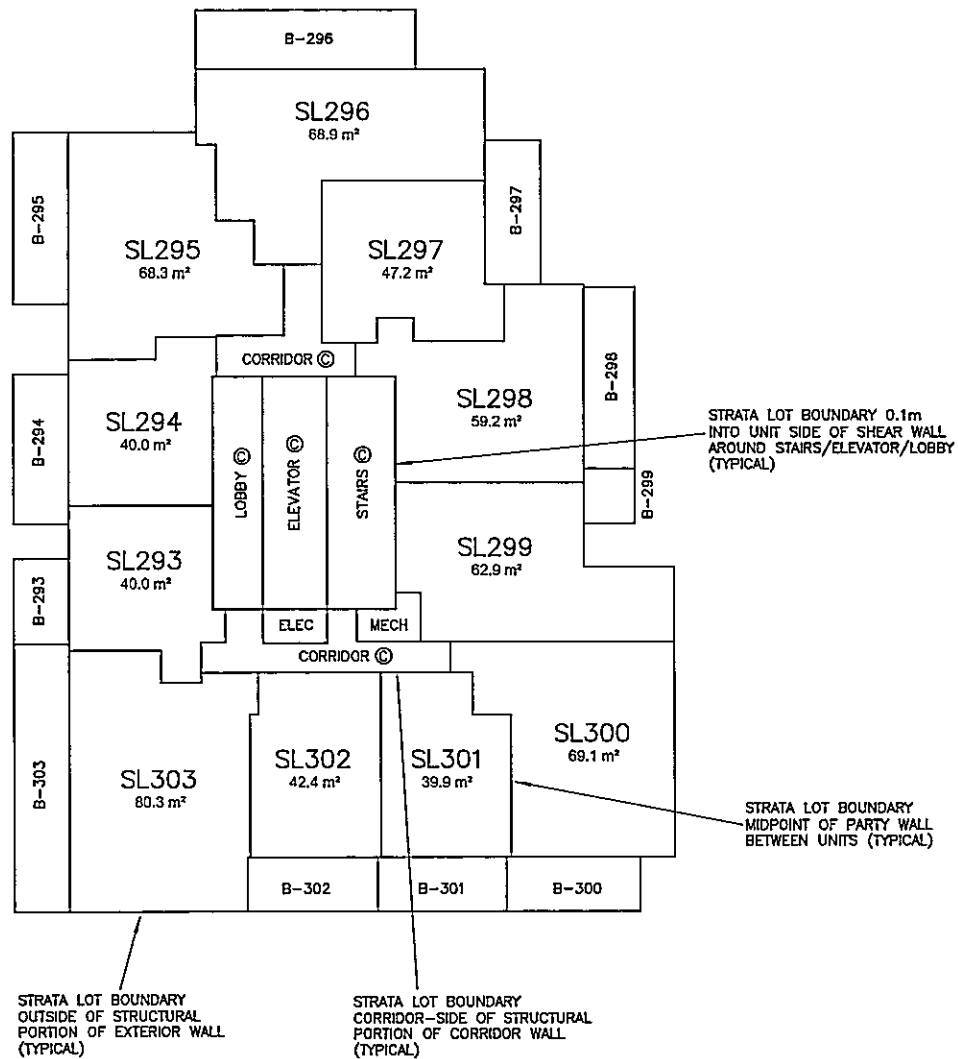 B-296
SL296
68.9 m²
B-295
B-297
SL295
68.3 m²
SL297
47.2 m²
CORRIDOR ©
B-298
B-294
SL294
40.0 m²
LOBBY ©
ELEVATOR ©
STAIRS ©
SL298
59.2 m²
STRATA LOT BOUNDARY 0.1m
INTO UNIT SIDE OF SHEAR WALL
AROUND STAIRS/ELEVATOR/LOBBY
(TYPICAL)
B-299
B-293
SL293
40.0 m²
SL299
62.9 m²
ELEC
MECH
CORRIDOR ©
B-303
SL303
80.3 m²
SL302
42.4 m²
SL301
39.9 m²
SL300
69.1 m²
STRATA LOT BOUNDARY
MIDPOINT OF PARTY WALL
BETWEEN UNITS (TYPICAL)
B-302
B-301
B-300
STRATA LOT BOUNDARY
OUTSIDE OF STRUCTURAL
PORTION OF EXTERIOR WALL
(TYPICAL)
STRATA LOT BOUNDARY
CORRIDOR-SIDE OF STRUCTURAL
PORTION OF CORRIDOR WALL
(TYPICAL)